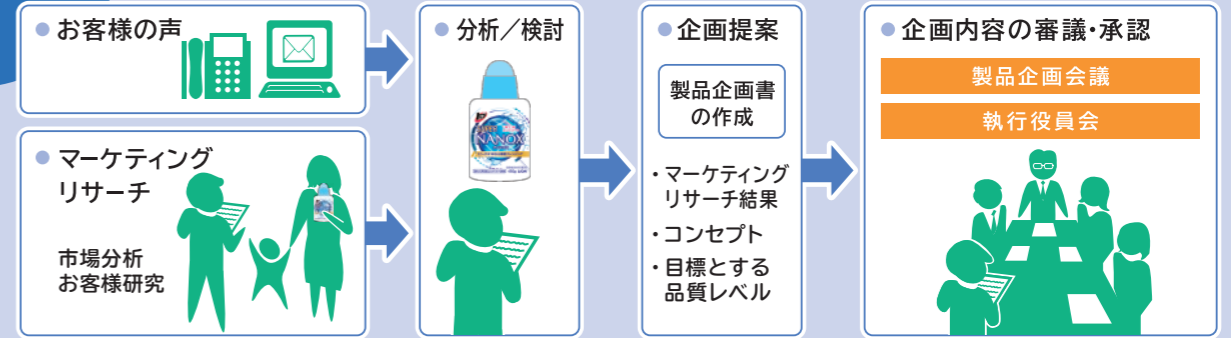 お客様の声
マーケティング
リサーチ
市場分析
お客様研究
分析／検討
NANOX
企画提案
製品企画書
の作成
・マーケティング
リサーチ結果
・コンセプト
・目標とする
品質レベル
企画内容の審議・承認
製品企画会議
執行役員会